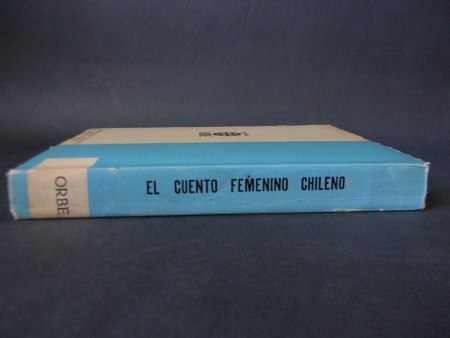 EL CUENTO FEMENINO CHILENO
ORBE